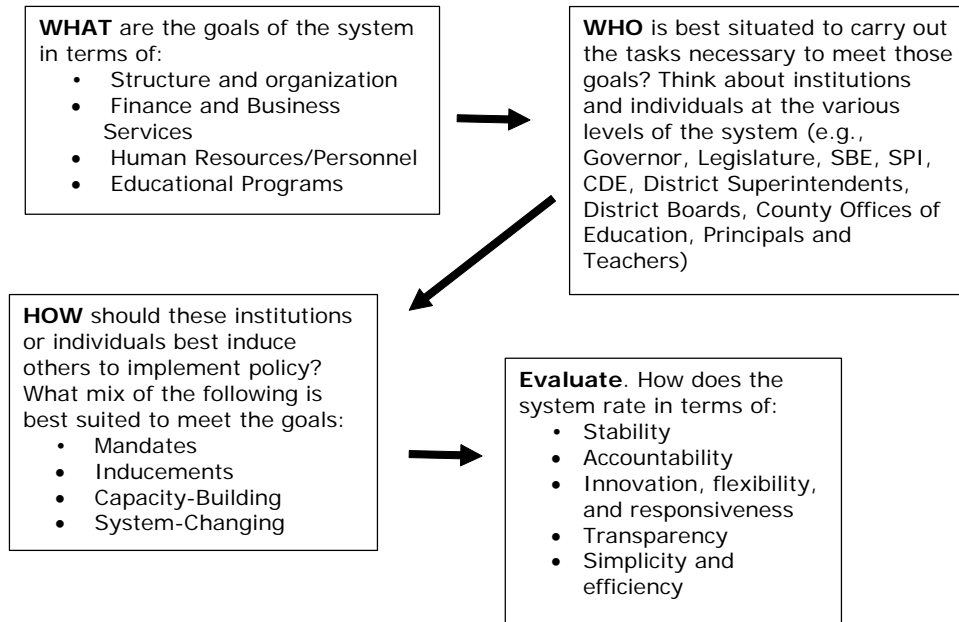 WHAT are the goals of the system
in terms of:
• Structure and organization
• Finance and Business
Services
• Human Resources/Personnel
• Educational Programs
WHO is best situated to carry out
the tasks necessary to meet those
goals? Think about institutions
and individuals at the various
levels of the system (e.g.,
Governor, Legislature, SBE, SPI,
CDE, District Superintendents,
District Boards, County Offices of
Education, Principals and
Teachers)
HOW should these institutions
or individuals best induce
others to implement policy?
What mix of the following is
best suited to meet the goals:
• Mandates
• Inducements
• Capacity-Building
• System-Changing
Evaluate. How does the
system rate in terms of:
• Stability
• Accountability
• Innovation, flexibility,
and responsiveness
• Transparency
• Simplicity and
efficiency